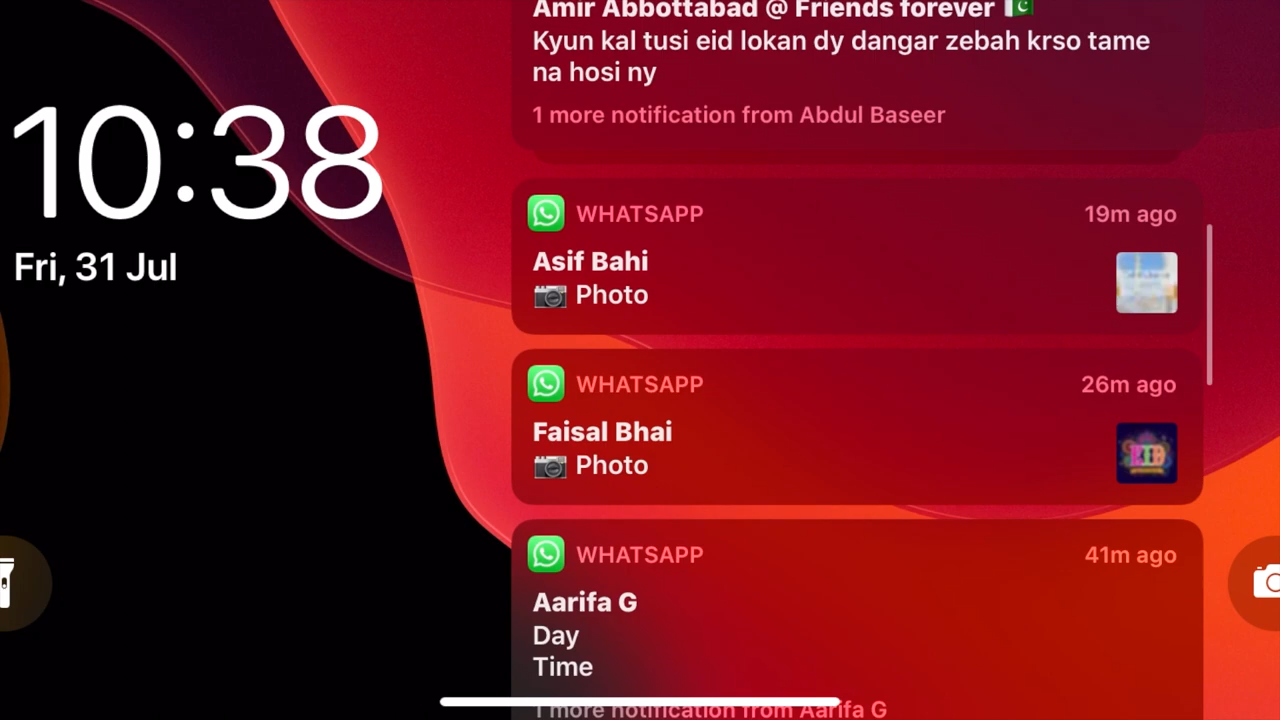 10:38
Fri, 31 Jul
Amir Abbottabad @ Friends forever 🇵🇰
Kyun kal tusi eid lokan dy dangar zebah krso tame
na hosi ny
1 more notification from Abdul Baseer
WHATSAPP 19m ago
Asif Bahi
📷 Photo
WHATSAPP 26m ago
Faisal Bhai
📷 Photo
EID
WHATSAPP 41m ago
Aarifa G
Day
Time
1 more notification from Aarifa G